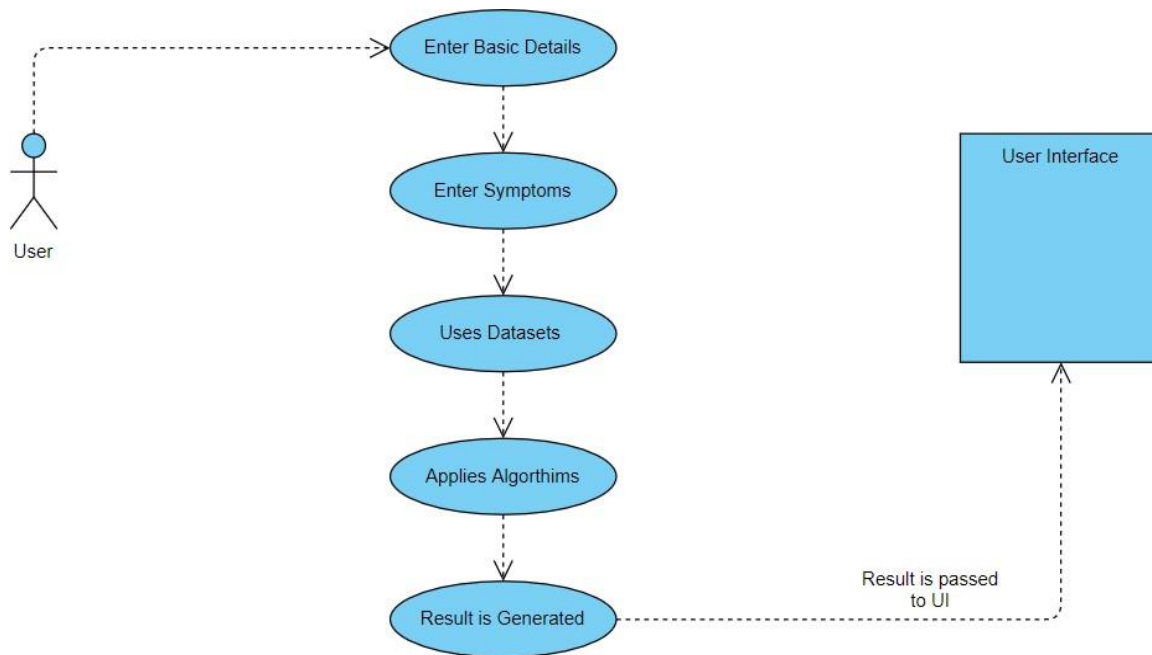 Enter Basic Details
User
Enter Symptoms
User Interface
Uses Datasets
Applies Algorthims
Result is Generated
Result is passed
to UI